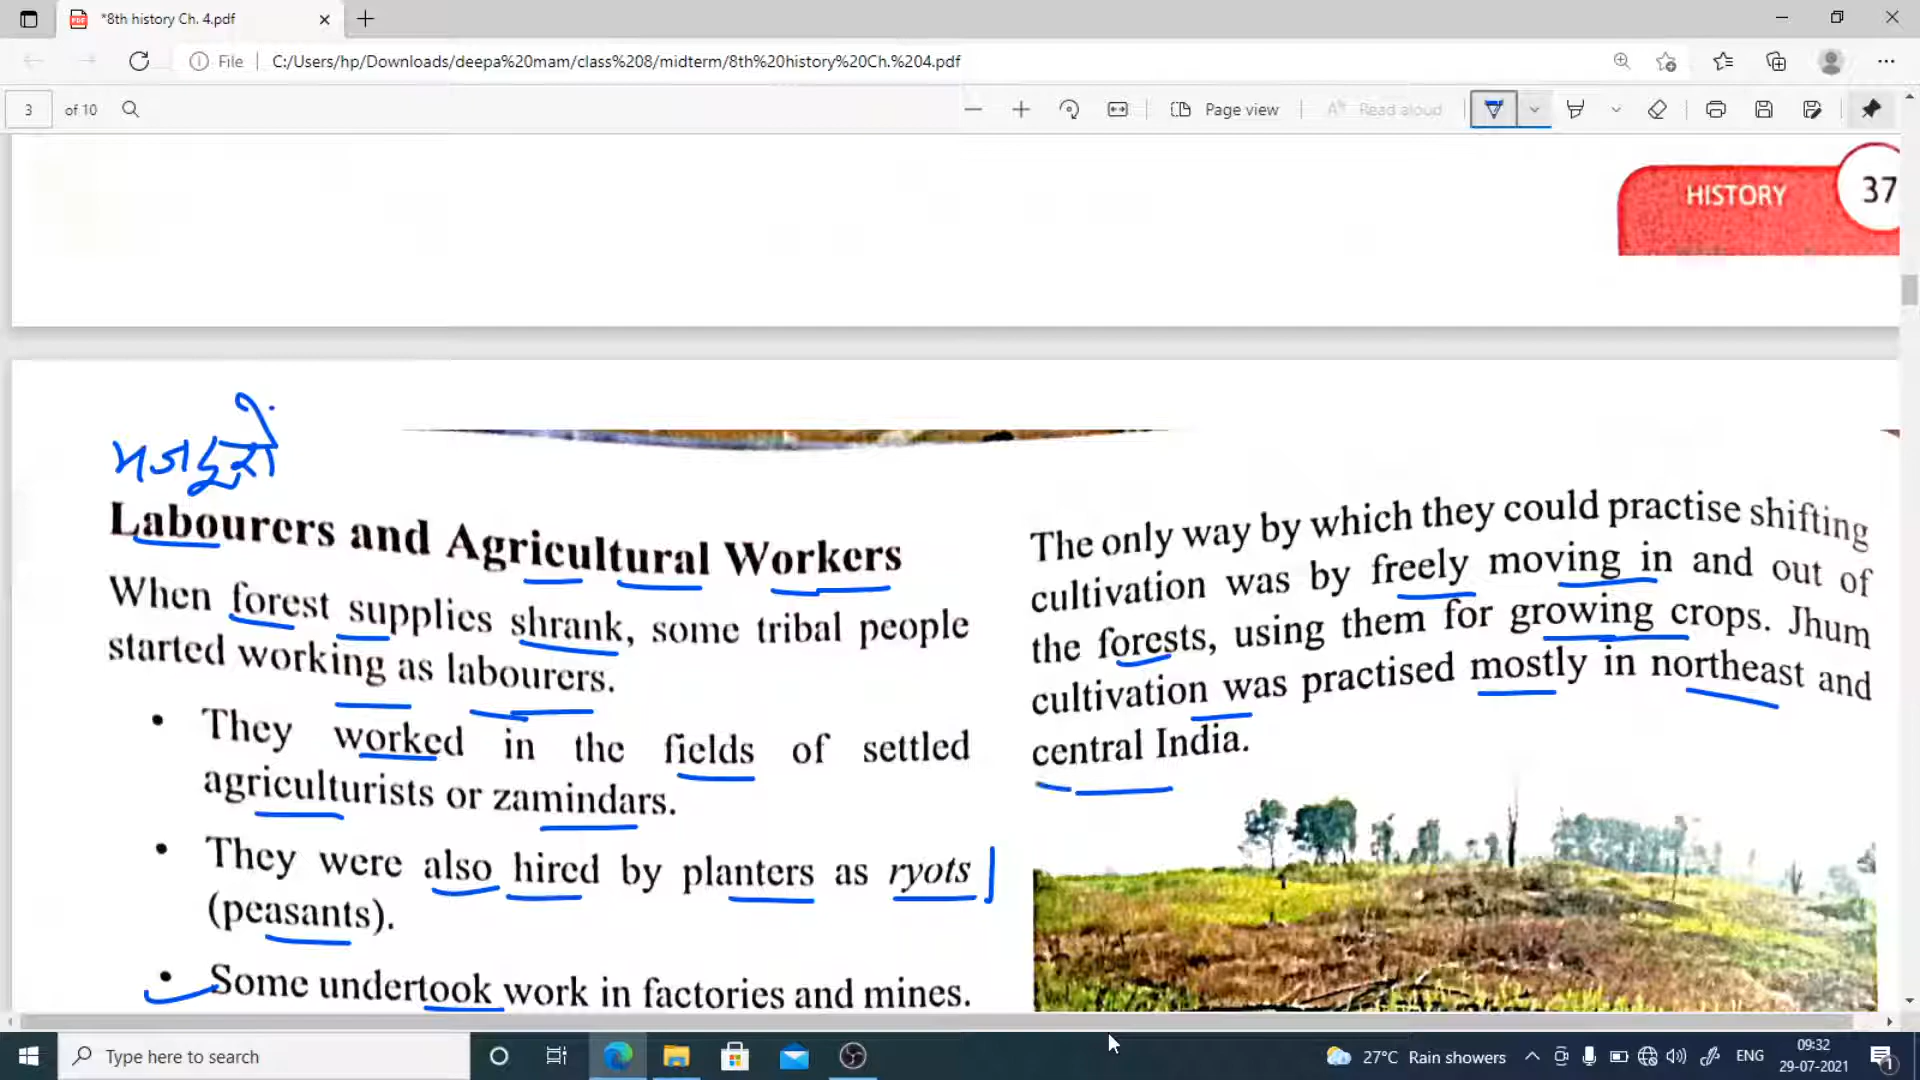 *8th history Ch. 4.pdf
File
C:/Users/hp/Downloads/deepa%20mam/class%208/midterm/8th%20history%20Ch.%204.pdf
3 of 10
Page view
Read aloud
HISTORY 37
मजदूरों
Labourers and Agricultural Workers
When forest supplies shrank, some tribal people
started working as labourers.
• They worked in the fields of settled
agriculturists or zamindars.
• They were also hired by planters as ryots
(peasants).
• Some undertook work in factories and mines.
The only way by which they could practise shifting
cultivation was by freely moving in and out of
the forests, using them for growing crops. Jhum
cultivation was practised mostly in northeast and
central India.
Type here to search
27°C Rain showers
ENG
09:32
29-07-2021
1